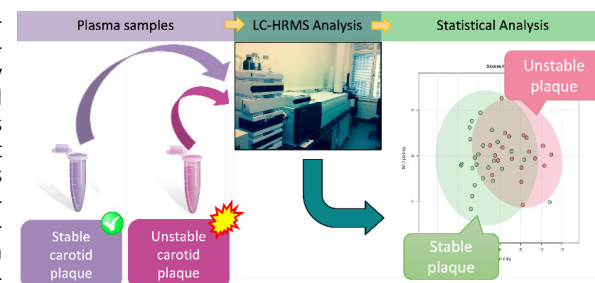 Plasma samples
LC-HRMS Analysis
Statistical Analysis
Unstable
plaque
Stable
carotid
plaque
Unstable
carotid
plaque
Stable
plaque